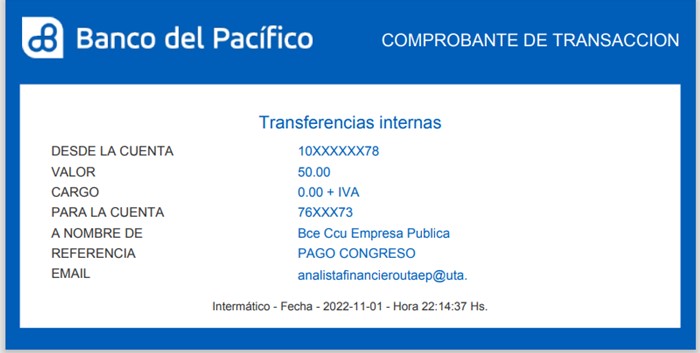 Banco del Pacífico
COMPROBANTE DE TRANSACCION
Transferencias internas
DESDE LA CUENTA 10XXXXXX78
VALOR 50.00
CARGO 0.00 + IVA
PARA LA CUENTA 76XXX73
A NOMBRE DE Bce Ccu Empresa Publica
REFERENCIA PAGO CONGRESO
EMAIL analistafinancieroutaep@uta.
Intermático - Fecha - 2022-11-01 - Hora 22:14:37 Hs.